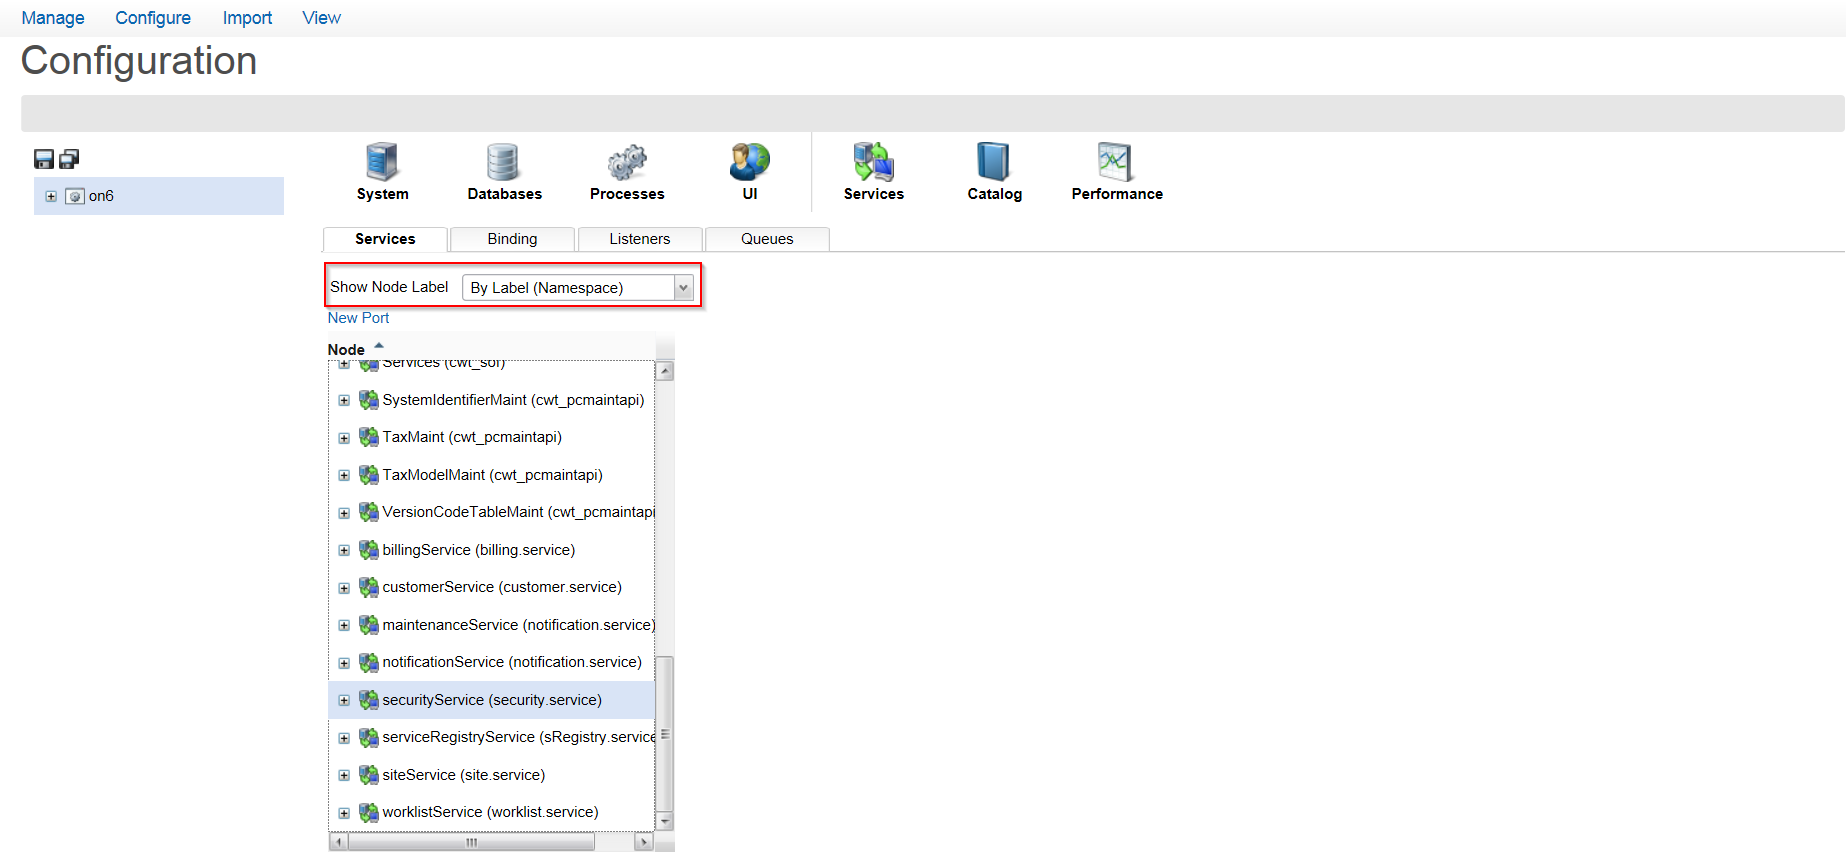 Manage Configure Import View
Configuration
on6
System Databases Processes UI Services Catalog Performance
Services Binding Listeners Queues
Show Node Label By Label (Namespace)
New Port
Node
Services (cwt_sof)
SystemIdentifierMaint (cwt_pcmaintapi)
TaxMaint (cwt_pcmaintapi)
TaxModelMaint (cwt_pcmaintapi)
VersionCodeTableMaint (cwt_pcmaintapi
billingService (billing.service)
customerService (customer.service)
maintenanceService (notification.service)
notificationService (notification.service)
securityService (security.service)
serviceRegistryService (sRegistry.service
siteService (site.service)
worklistService (worklist.service)